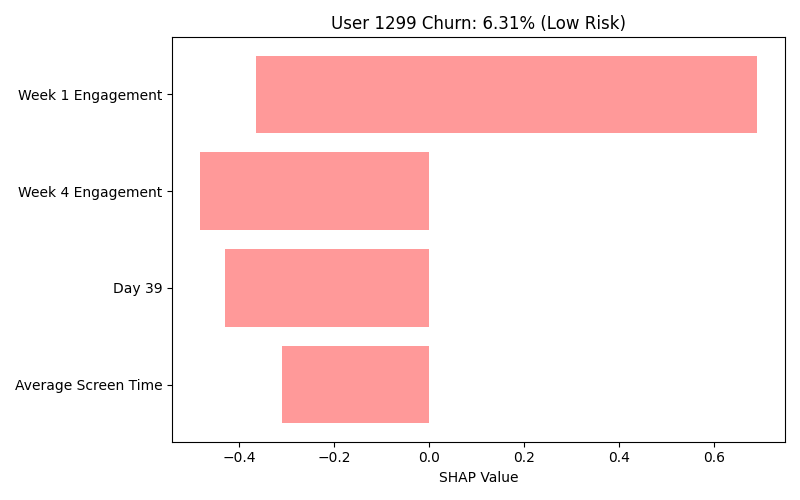 User 1299 Churn: 6.31% (Low Risk)
Week 1 Engagement
Week 4 Engagement
Day 39
Average Screen Time
−0.4 −0.2 0.0 0.2 0.4 0.6
SHAP Value